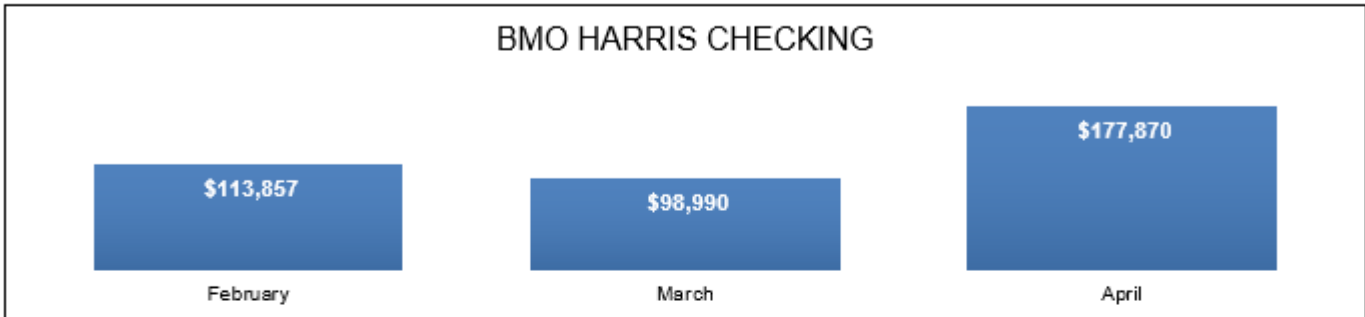 BMO HARRIS CHECKING
$177,870
$113,857
$98,990
February March April